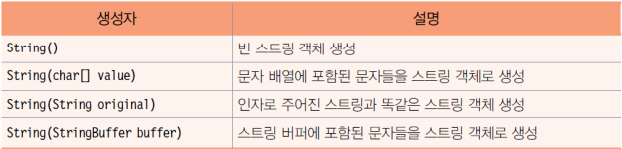 생성자 설명
String() 빈 스트링 객체 생성
String(char[] value) 문자 배열에 포함된 문자들을 스트링 객체로 생성
String(String original) 인자로 주어진 스트링과 똑같은 스트링 객체 생성
String(StringBuffer buffer) 스트링 버퍼에 포함된 문자들을 스트링 객체로 생성